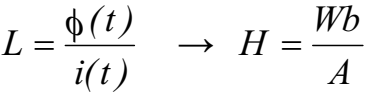 L = ϕ(t) / i(t) → H = Wb / A